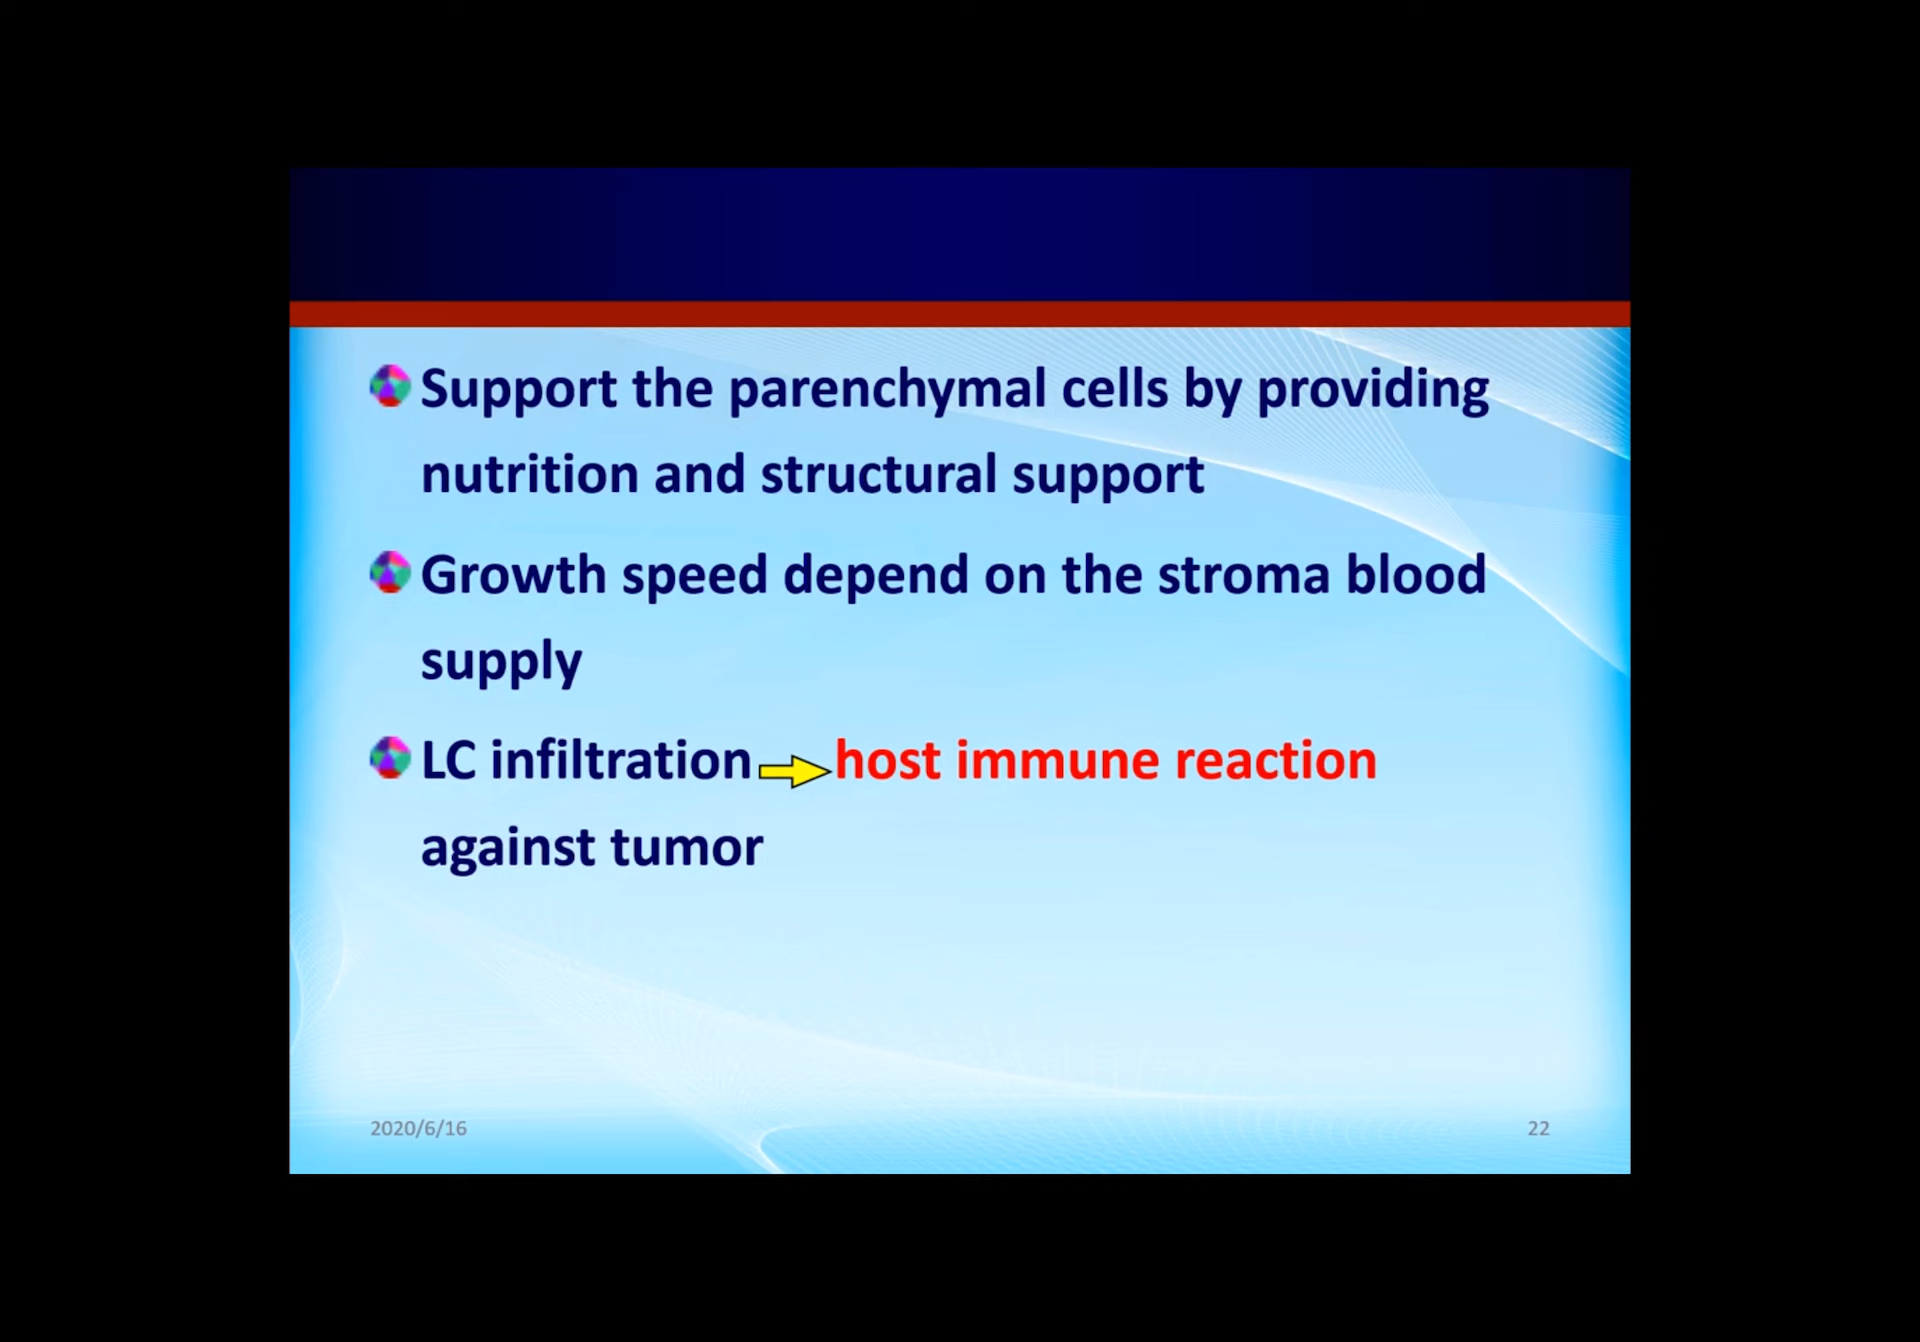 Support the parenchymal cells by providing
nutrition and structural support
Growth speed depend on the stroma blood
supply
LC infiltration host immune reaction
against tumor
2020/6/16
22